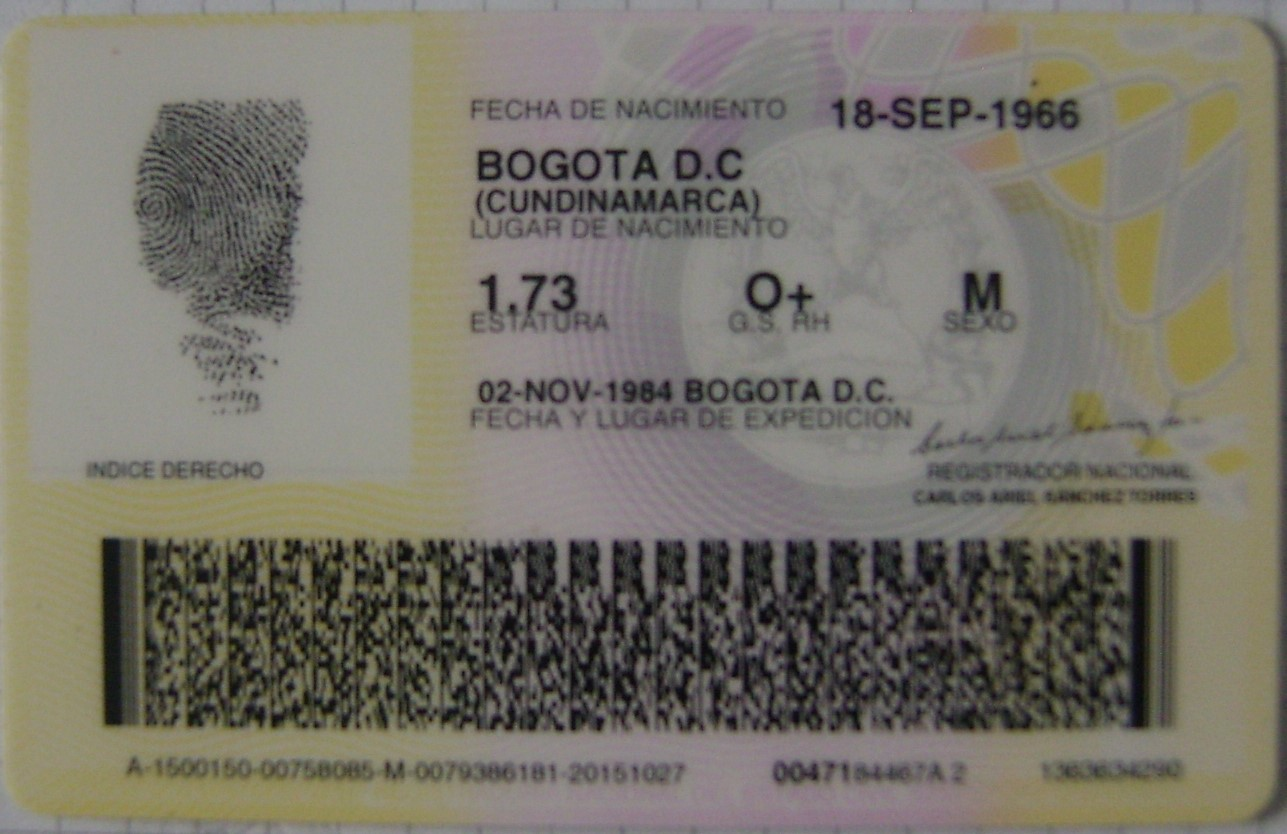 FECHA DE NACIMIENTO 18-SEP-1966
BOGOTA D.C
(CUNDINAMARCA)
LUGAR DE NACIMIENTO
1.73 O+ M
ESTATURA G.S. RH SEXO
02-NOV-1984 BOGOTA D.C.
FECHA Y LUGAR DE EXPEDICION
INDICE DERECHO
REGISTRADOR NACIONAL
CARLOS ARIEL SANCHEZ TORRES
A-1500150-00758085-M-0079386181-20151027 0047184467A 2 1363634290